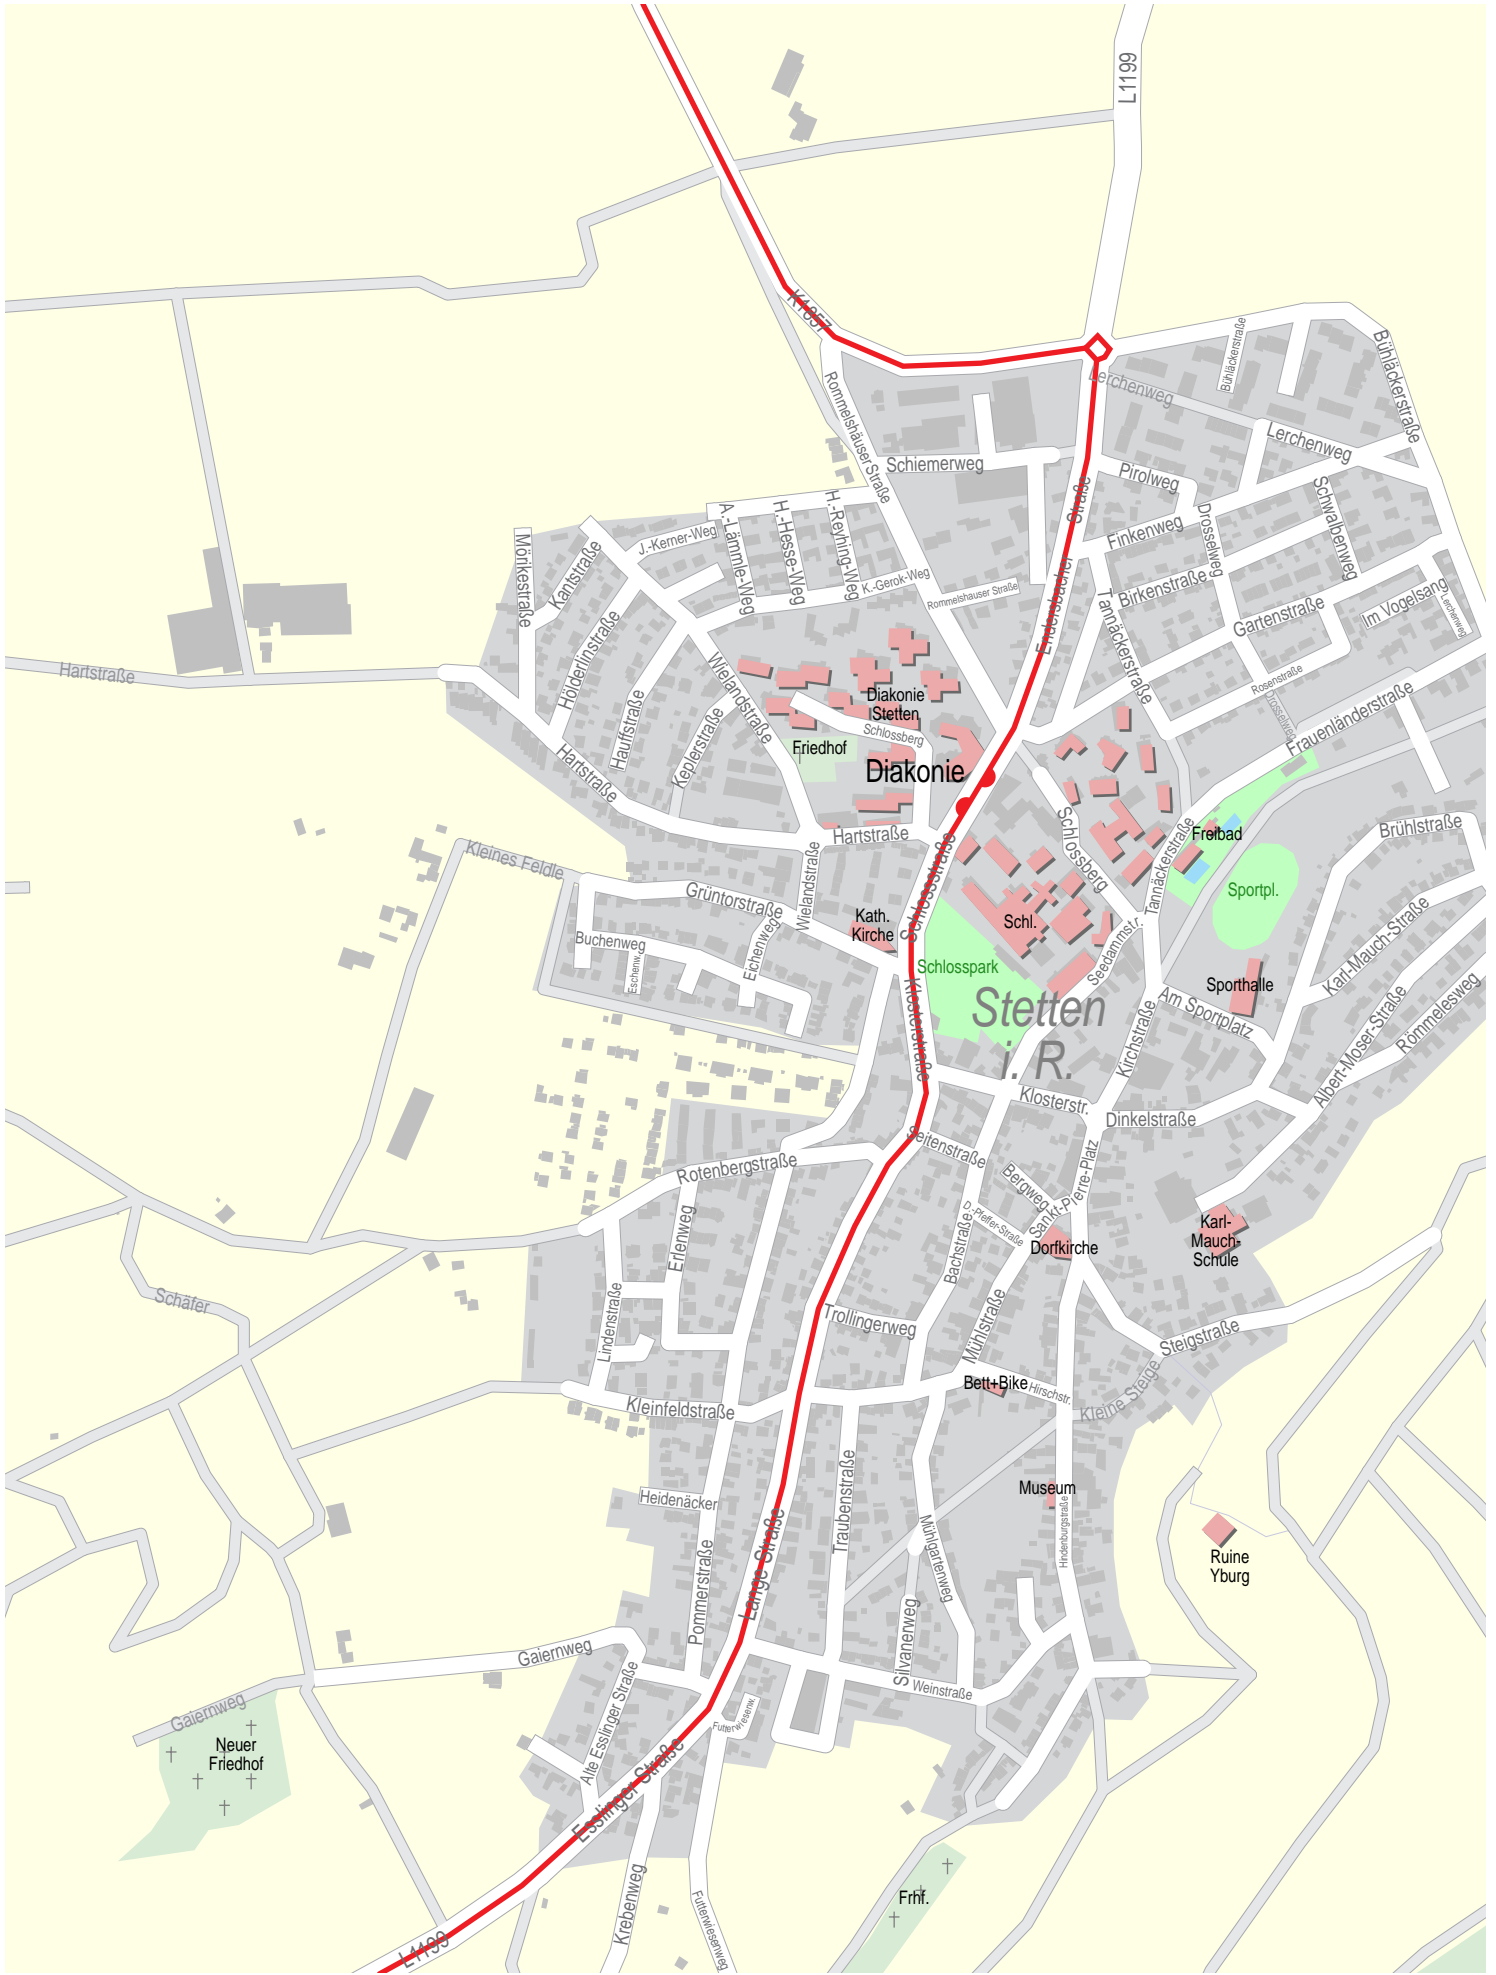 L1199
K1857
Bühläckerstraße
Bühläckerstraße
Lerchenweg
Rommelshäuser Straße
Lerchenweg
Schiemerweg
Pirolweg
Straße
Endersbacher
Schwalbenweg
Drosselweg
Finkenweg
A.-Lämmle-Weg
H.-Hesse-Weg
H.-Reyhing-Weg
J.-Kerner-Weg
Mörikestraße
Kantstraße
K.-Gerok-Weg
Rommelshauser Straße
Birkenstraße
Tannäckerstraße
Gartenstraße
Im Vogelsang
Lerchenweg
Hartstraße
Hölderlinstraße
Hauffstraße
Wielandstraße
Keplerstraße
Diakonie
Stetten
Schlossberg
Friedhof
Diakonie
Rosenstraße
Drosselweg
Frauenländerstraße
Hartstraße
Hartstraße
Schlossberg
Tannäckerstraße
Freibad
Brühlstraße
Kleines Feldle
Grüntorstraße
Wielandstraße
Schlossstraße
Sportpl.
Kath.
Kirche
Schl.
Buchenweg
Eschenw.
Eichenweg
Seedammstr.
Karl-Mauch-Straße
Schlosspark
Klosterstraße
Stetten
i. R.
Sporthalle
Am Sportplatz
Kirchstraße
Albert-Moser-Straße
Römmelesweg
Klosterstr.
Dinkelstraße
Seitenstraße
Rotenbergstraße
Bergweg
Sankt-Pierre-Platz
D.-Pfeffer-Straße
Erlenweg
Bachstraße
Dorfkirche
Karl-
Mauch-
Schule
Schäfer
Lindenstraße
Trollingerweg
Mühlstraße
Steigstraße
Bett+Bike
Hirschstr.
Kleine Steige
Kleinfeldstraße
Heidenäcker
Museum
Traubenstraße
Mühlgartenweg
Hindenburgstraße
Lange Straße
Pommerstraße
Ruine
Yburg
Gaiernweg
Silvanerweg
Weinstraße
Alte Esslinger Straße
Futterwiesenw.
Gaiernweg
Neuer
Friedhof
Esslinger Straße
Krebenweg
Futterwiesenweg
Frhf.
L1199